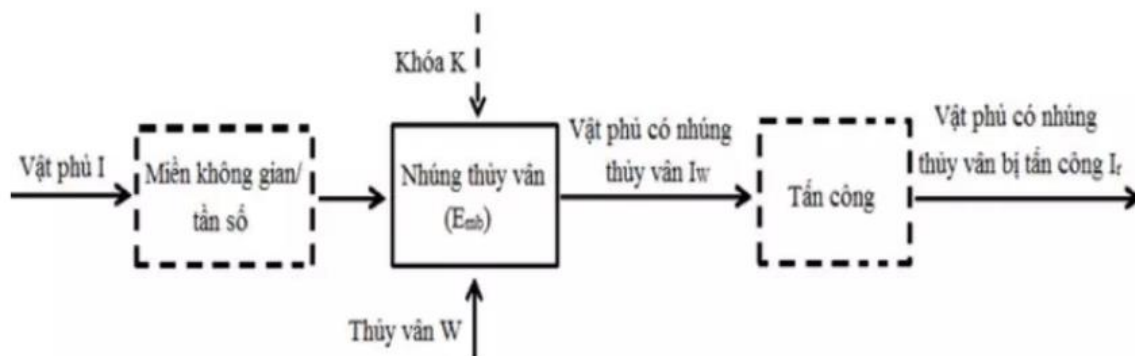 Khóa K
Vật phủ I
Miền không gian/
tần số
Nhúng thủy vân
(Emb)
Thủy vân W
Vật phủ có nhúng
thủy vân Iw
Tấn công
Vật phủ có nhúng
thủy vân bị tấn công Ir